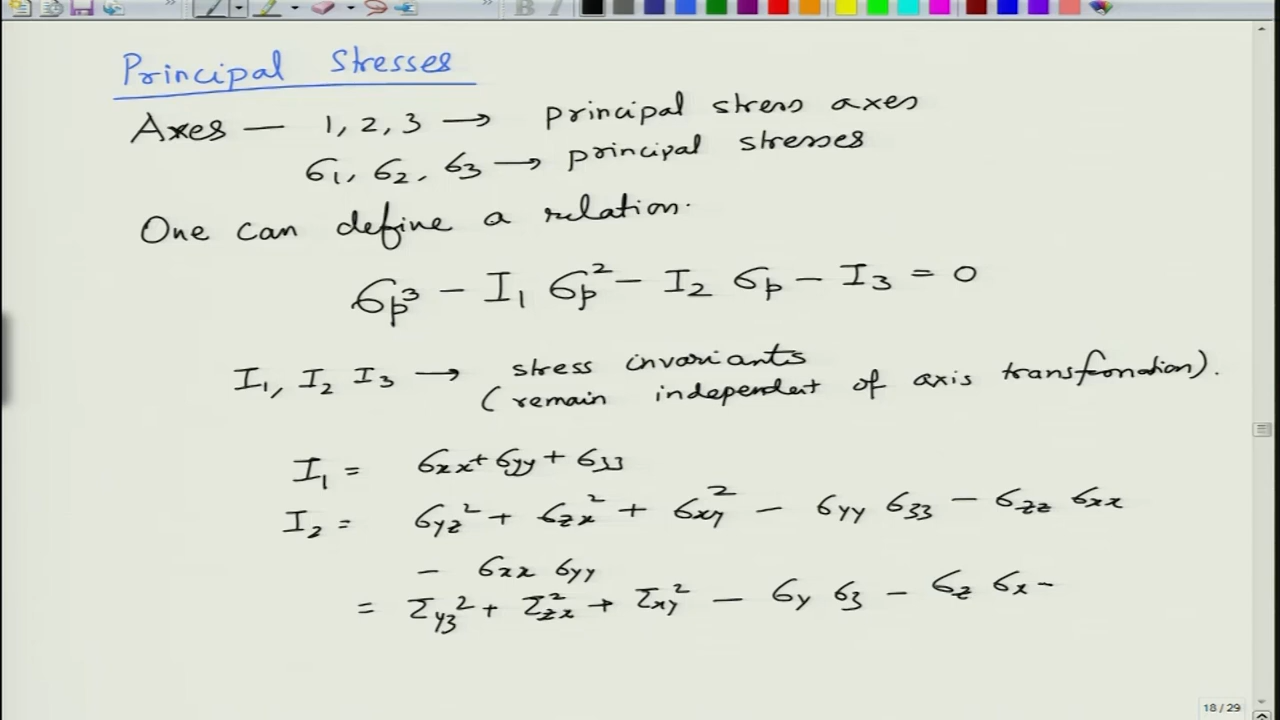 Principal Stresses
Axes — 1, 2, 3 → principal stress axes
σ1, σ2, σ3 → principal stresses
One can define a relation.
σp³ − I1 σp² − I2 σp − I3 = 0
I1, I2 I3 → stress invariants
(remain independent of axis transfromation).
I1 = σxx + σyy + σzz
I2 = σyz² + σzx² + σxy² − σyy σzz − σzz σxx
− σxx σyy
= τyz² + τzx² + τxy² − σy σz − σz σx −
18 / 29